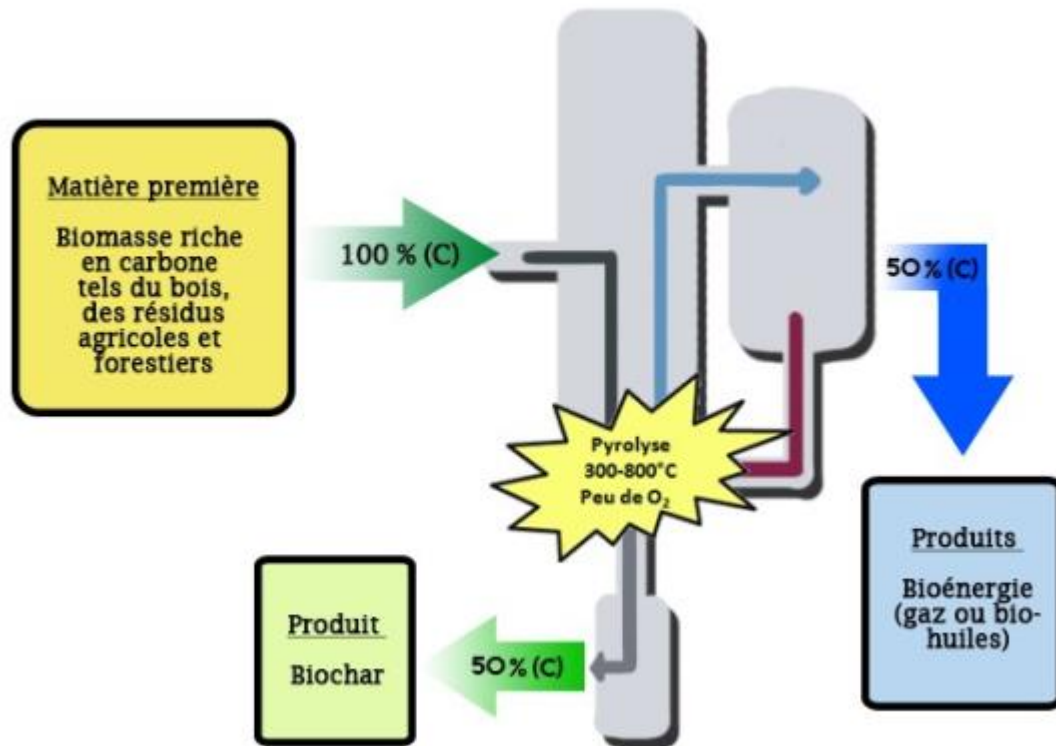 Matière première
Biomasse riche
en carbone
tels du bois,
des résidus
agricoles et
forestiers
100 % (C)
50 % (C)
Pyrolyse
300-800°C
Peu de O₂
Produit
Biochar
50 % (C)
Produits
Bioénergie
(gaz ou bio-
huiles)